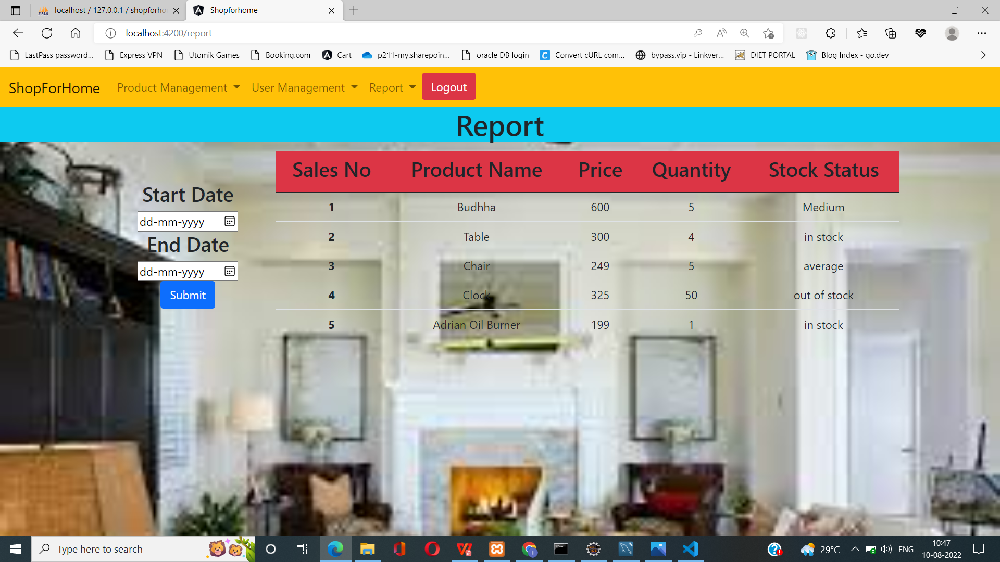 localhost / 127.0.0.1 / shopforho
Shopforhome
localhost:4200/report
LastPass password...
Express VPN
Utomik Games
Booking.com
Cart
p211-my.sharepoin...
oracle DB login
Convert cURL com...
bypass.vip - Linkver...
DIET PORTAL
Blog Index - go.dev
ShopForHome
Product Management
User Management
Report
Logout
Report
Start Date
dd-mm-yyyy
End Date
dd-mm-yyyy
Submit
Sales No Product Name Price Quantity Stock Status
1 Budhha 600 5 Medium
2 Table 300 4 in stock
3 Chair 249 5 average
4 Clock 325 50 out of stock
5 Adrian Oil Burner 199 1 in stock
Type here to search
29°C
ENG
10:47
10-08-2022